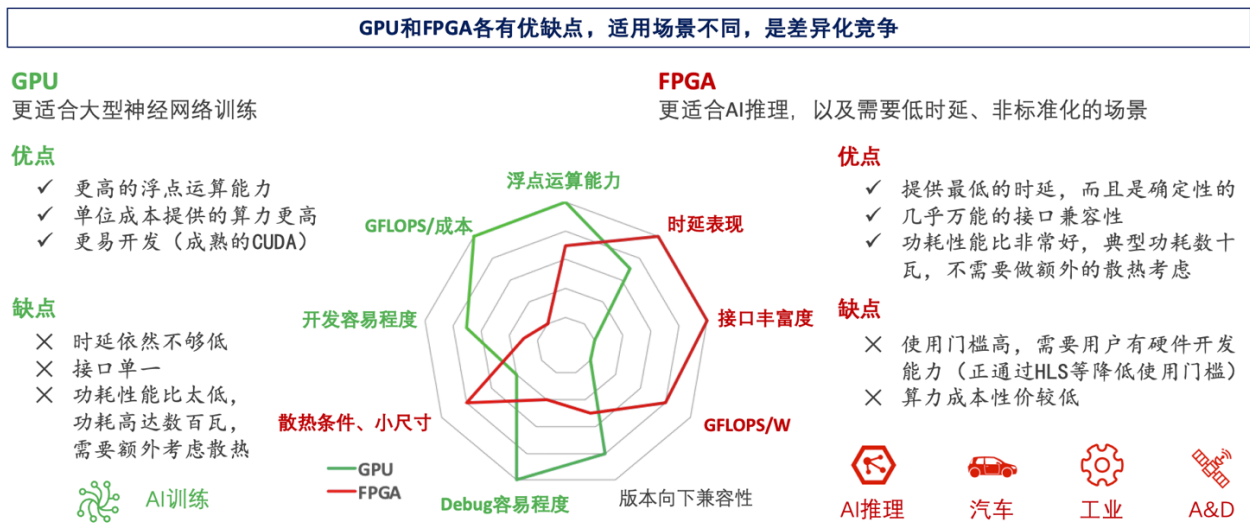 GPU和FPGA各有优缺点，适用场景不同，是差异化竞争
GPU
更适合大型神经网络训练
优点
✓ 更高的浮点运算能力
✓ 单位成本提供的算力更高
✓ 更易开发（成熟的CUDA）
缺点
× 时延依然不够低
× 接口单一
× 功耗性能比太低，
功耗高达数百瓦，
需要额外考虑散热
AI训练
浮点运算能力
时延表现
接口丰富度
GFLOPS/W
版本向下兼容性
Debug容易程度
散热条件、小尺寸
开发容易程度
GFLOPS/成本
GPU
FPGA
FPGA
更适合AI推理，以及需要低时延、非标准化的场景
优点
✓ 提供最低的时延，而且是确定性的
✓ 几乎万能的接口兼容性
✓ 功耗性能比非常好，典型功耗数十
瓦，不需要做额外的散热考虑
缺点
× 使用门槛高，需要用户有硬件开发
能力（正通过HLS等降低使用门槛）
× 算力成本性价较低
AI推理
汽车
工业
A&D